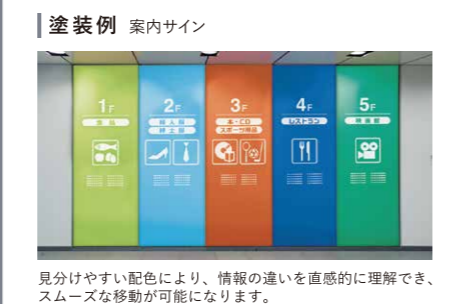 塗装例 案内サイン
1F
食品
2F
婦人服
紳士服
3F
本・CD
スポーツ用品
4F
レストラン
5F
映画館
見分けやすい配色により、情報の違いを直感的に理解でき、
スムーズな移動が可能になります。